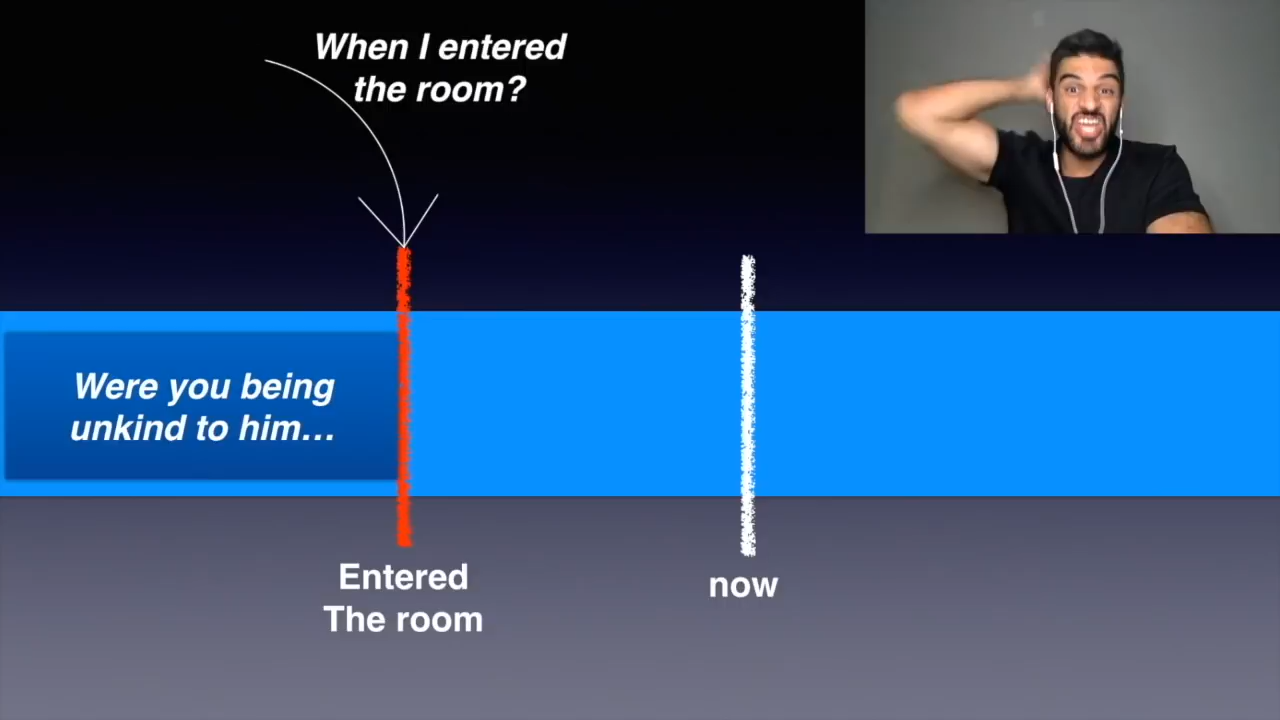 When I entered
the room?
Were you being
unkind to him...
Entered
The room
now